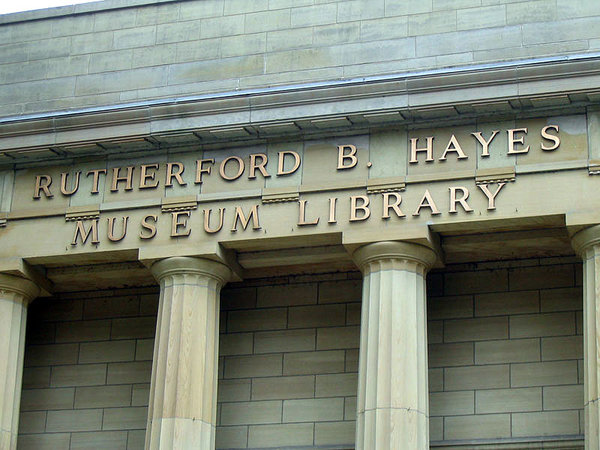 RUTHERFORD B. HAYES
MUSEUM LIBRARY